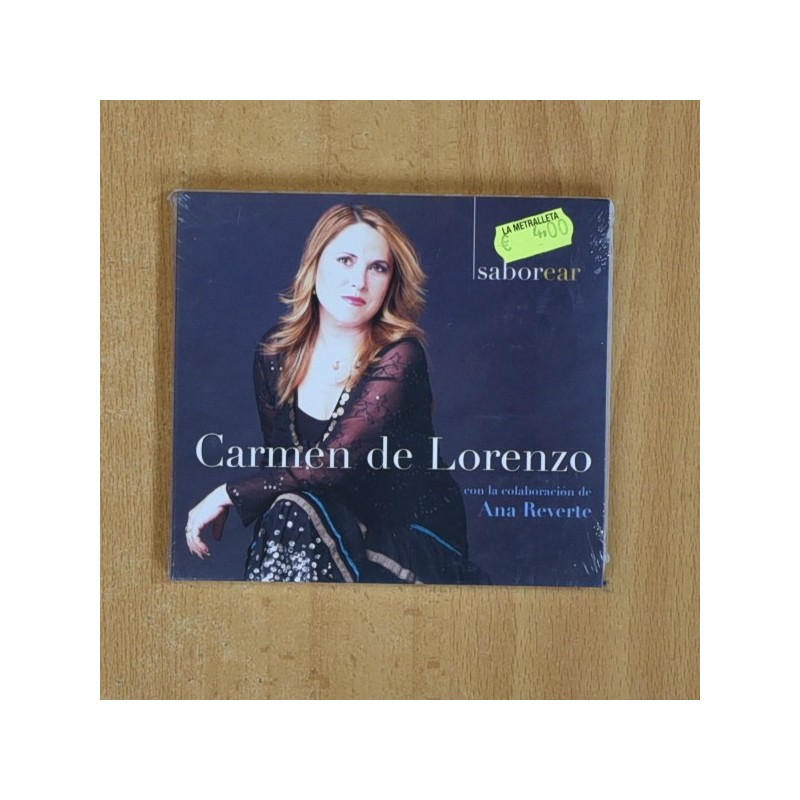 LA METRALLETA
€ 4,00
saborear
Carmen de Lorenzo
con la colaboración de
Ana Reverte